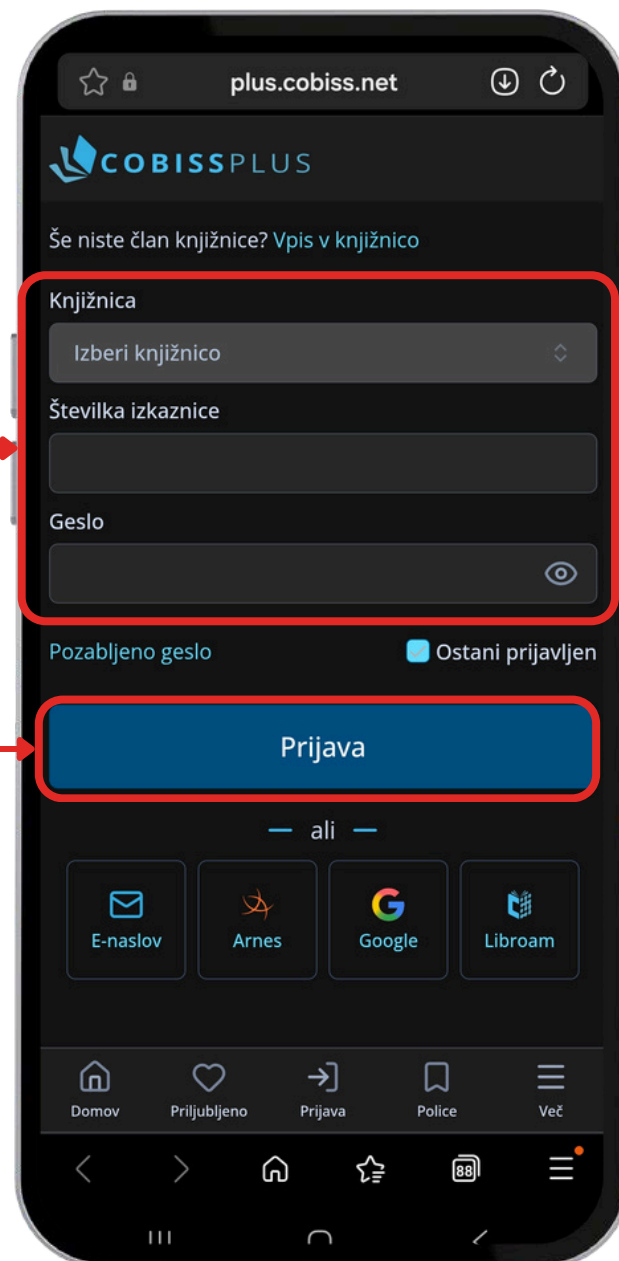 plus.cobiss.net
COBISSPLUS
Še niste član knjižnice? Vpis v knjižnico
Knjižnica
Izberi knjižnico
Številka izkaznice
Geslo
Pozabljeno geslo
Ostani prijavljen
Prijava
ali
E-naslov Arnes Google Libroam
Domov Priljubljeno Prijava Police Več
88